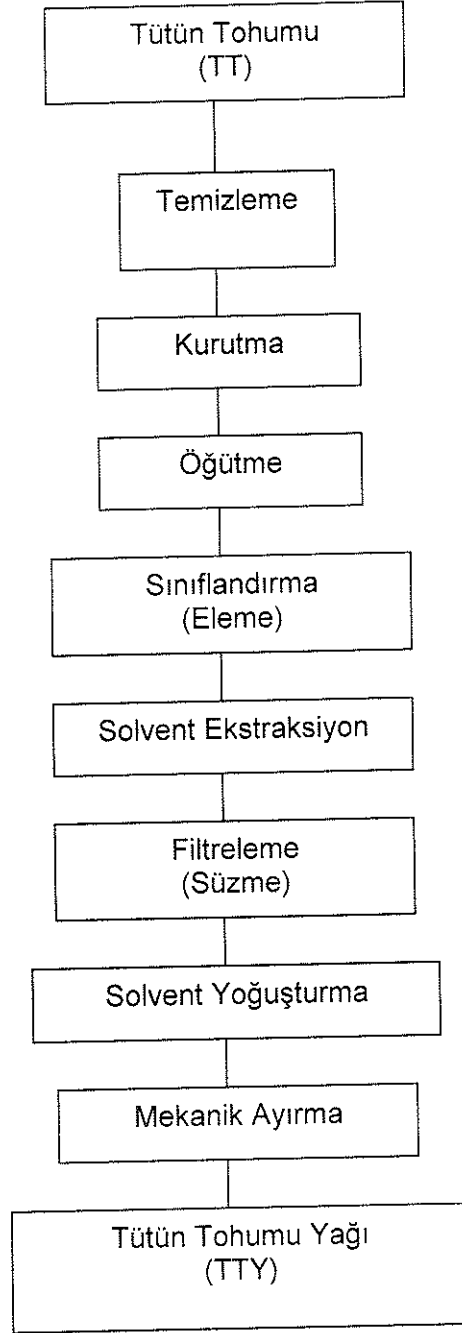 Tütün Tohumu
(TT)
Temizleme
Kurutma
Öğütme
Sınıflandırma
(Eleme)
Solvent Ekstraksiyon
Filtreleme
(Süzme)
Solvent Yoğuşturma
Mekanik Ayırma
Tütün Tohumu Yağı
(TTY)